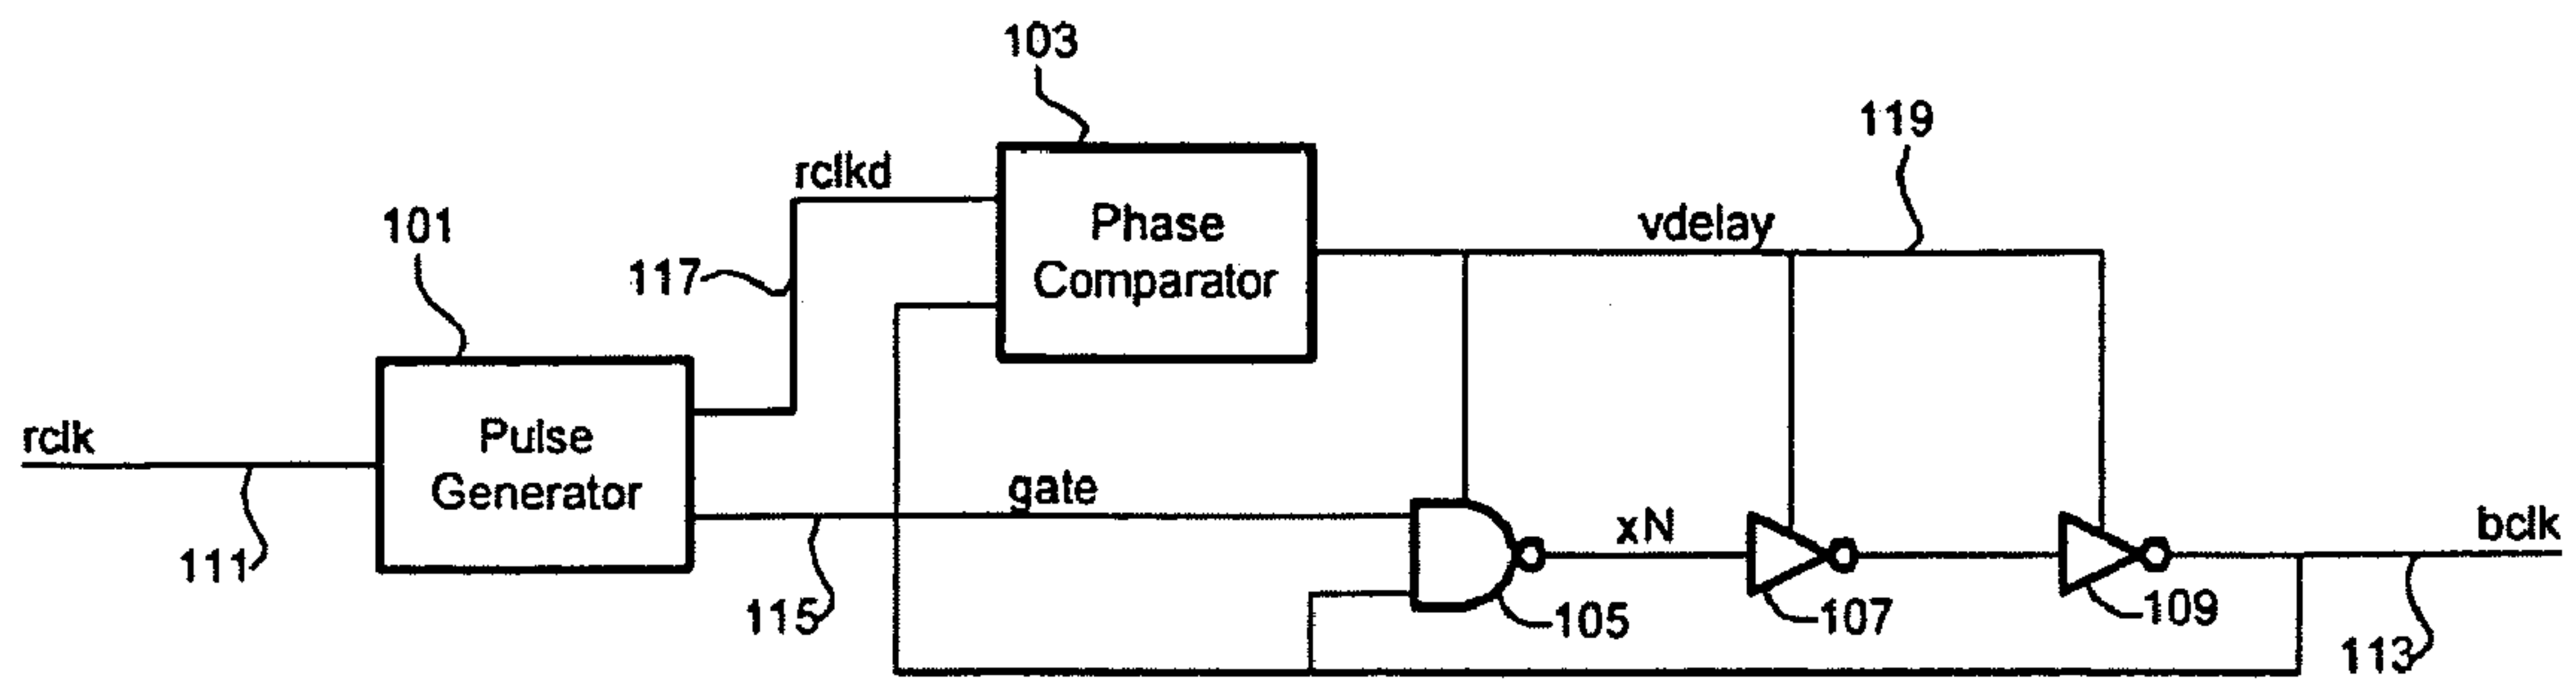 103
119
rclkd
101
Phase
Comparator
vdelay
117
rclk
Pulse
Generator
gate
xN
bclk
111
115
105
107
109
113